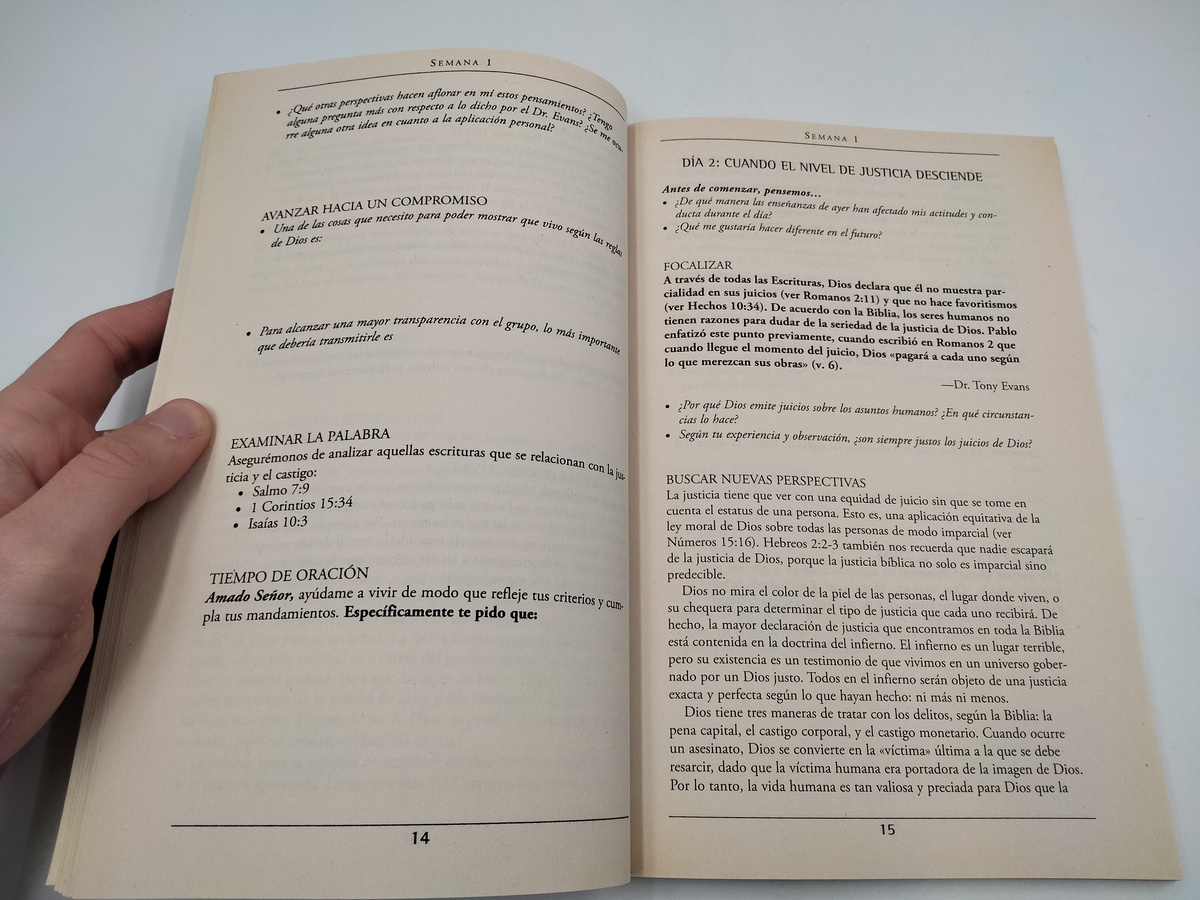 SEMANA 1
• ¿Qué otras perspectivas hacen aflorar en mí estos pensamientos? ¿Tengo
alguna pregunta más con respecto a lo dicho por el Dr. Evans? ¿Se me ocu-
rre alguna otra idea en cuanto a la aplicación personal?
AVANZAR HACIA UN COMPROMISO
• Una de las cosas que necesito para poder mostrar que vivo según las reglas
de Dios es:
• Para alcanzar una mayor transparencia con el grupo, lo más importante
que debería transmitirle es
EXAMINAR LA PALABRA
Asegurémonos de analizar aquellas escrituras que se relacionan con la jus-
ticia y el castigo:
• Salmo 7:9
• 1 Corintios 15:34
• Isaías 10:3
TIEMPO DE ORACIÓN
Amado Señor, ayúdame a vivir de modo que refleje tus criterios y cum-
pla tus mandamientos. Específicamente te pido que:
14
SEMANA 1
DÍA 2: CUANDO EL NIVEL DE JUSTICIA DESCIENDE
Antes de comenzar, pensemos...
• ¿De qué manera las enseñanzas de ayer han afectado mis actitudes y con-
ducta durante el día?
• ¿Qué me gustaría hacer diferente en el futuro?
FOCALIZAR
A través de todas las Escrituras, Dios declara que él no muestra par-
cialidad en sus juicios (ver Romanos 2:11) y que no hace favoritismos
(ver Hechos 10:34). De acuerdo con la Biblia, los seres humanos no
tienen razones para dudar de la seriedad de la justicia de Dios. Pablo
enfatizó este punto previamente, cuando escribió en Romanos 2 que
cuando llegue el momento del juicio, Dios «pagará a cada uno según
lo que merezcan sus obras» (v. 6).
—Dr. Tony Evans
• ¿Por qué Dios emite juicios sobre los asuntos humanos? ¿En qué circunstan-
cias lo hace?
• Según tu experiencia y observación, ¿son siempre justos los juicios de Dios?
BUSCAR NUEVAS PERSPECTIVAS
La justicia tiene que ver con una equidad de juicio sin que se tome en
cuenta el estatus de una persona. Esto es, una aplicación equitativa de la
ley moral de Dios sobre todas las personas de modo imparcial (ver
Números 15:16). Hebreos 2:2-3 también nos recuerda que nadie escapará
de la justicia de Dios, porque la justicia bíblica no solo es imparcial sino
predecible.
Dios no mira el color de la piel de las personas, el lugar donde viven, o
su chequera para determinar el tipo de justicia que cada uno recibirá. De
hecho, la mayor declaración de justicia que encontramos en toda la Biblia
está contenida en la doctrina del infierno. El infierno es un lugar terrible,
pero su existencia es un testimonio de que vivimos en un universo gober-
nado por un Dios justo. Todos en el infierno serán objeto de una justicia
exacta y perfecta según lo que hayan hecho: ni más ni menos.
Dios tiene tres maneras de tratar con los delitos, según la Biblia: la
pena capital, el castigo corporal, y el castigo monetario. Cuando ocurre
un asesinato, Dios se convierte en la «víctima» última a la que se debe
resarcir, dado que la víctima humana era portadora de la imagen de Dios.
Por lo tanto, la vida humana es tan valiosa y preciada para Dios que la
15